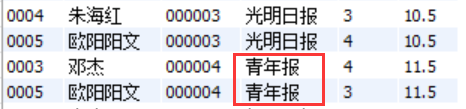 0004 朱海红 000003 光明日报 3 10.5
0005 欧阳阳文 000003 光明日报 4 10.5
0003 邓杰 000004 青年报 4 11.5
0005 欧阳阳文 000004 青年报 3 11.5